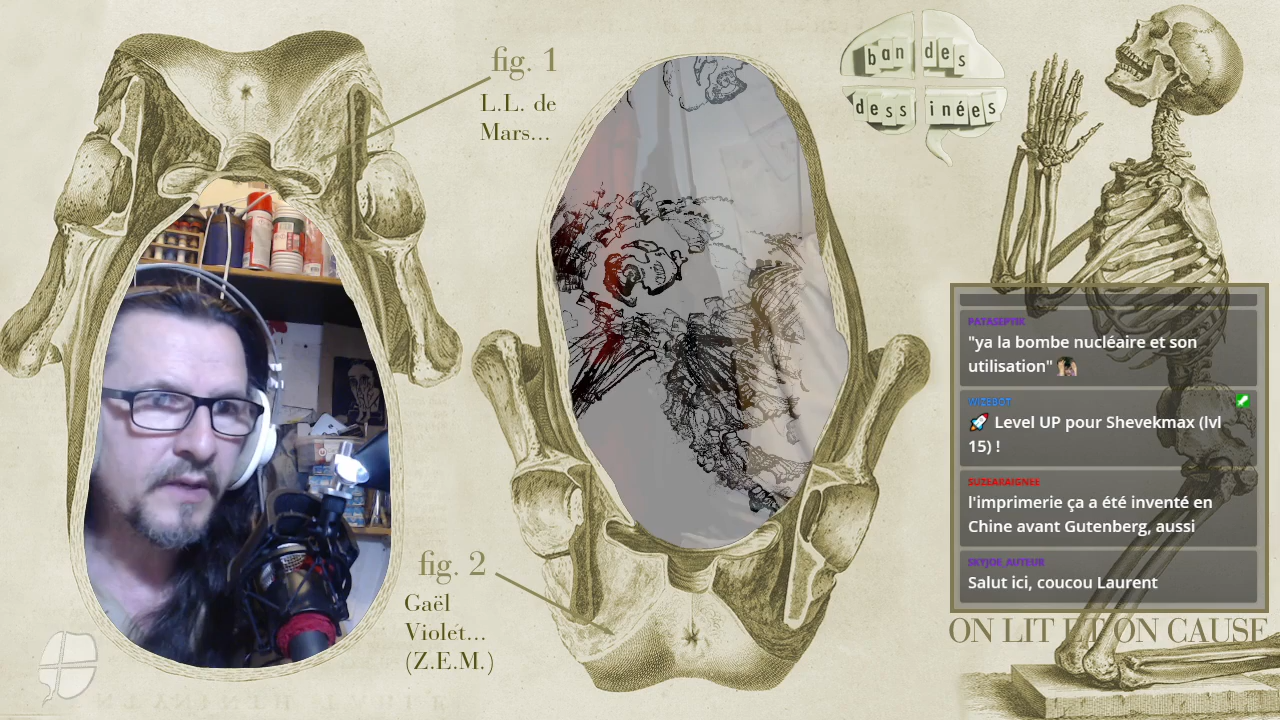 fig. 1
L.L. de
Mars...
ban des
dess inées
PATASEPTIK
"ya la bombe nucléaire et son
utilisation"
WIZEBOT
Level UP pour Shevekmax (lvl
15) !
SUZEARAIGNEE
l'imprimerie ça a été inventé en
Chine avant Gutenberg, aussi
SKYJOE_AUTEUR
Salut ici, coucou Laurent
fig. 2
Gaël
Violet...
(Z.E.M.)
ON LIT ET ON CAUSE